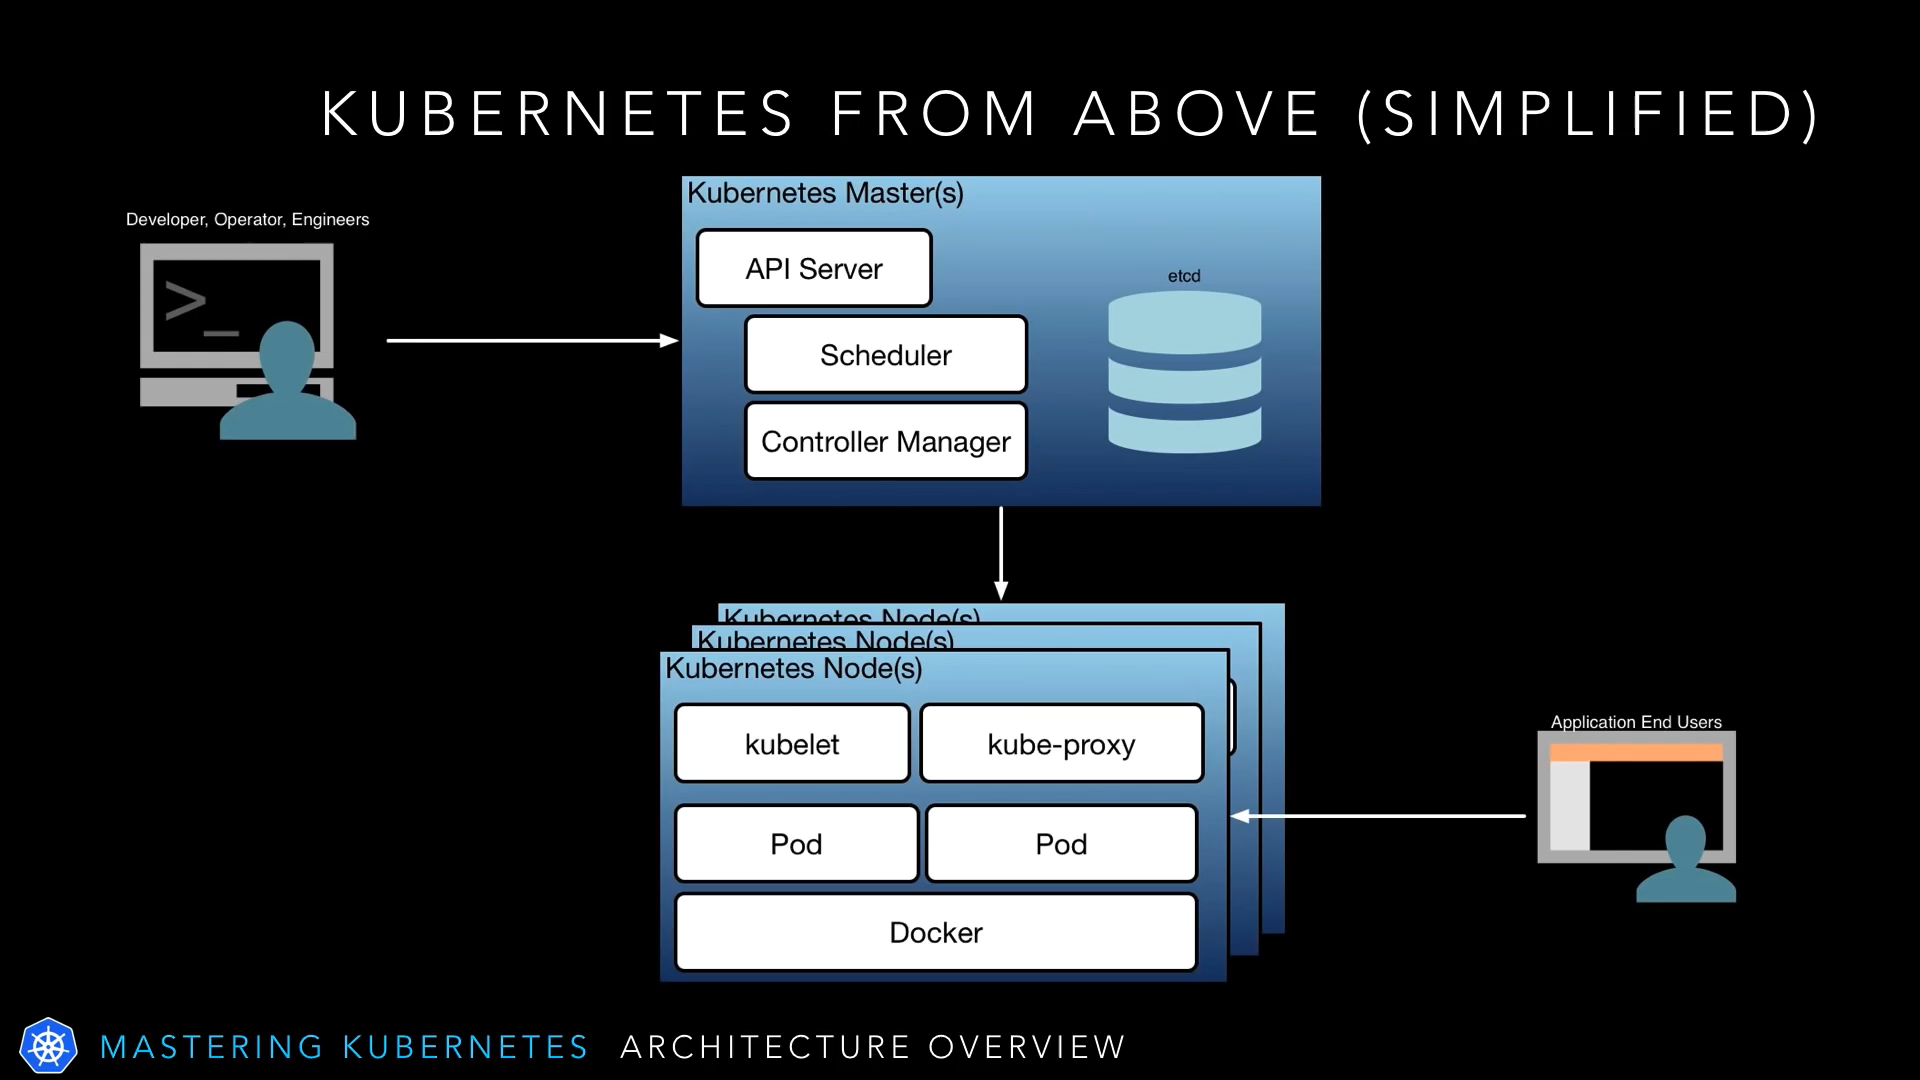 KUBERNETES FROM ABOVE (SIMPLIFIED)
Developer, Operator, Engineers
>_
Kubernetes Master(s)
API Server
Scheduler
Controller Manager
etcd
Kubernetes Node(s)
Kubernetes Node(s)
Kubernetes Node(s)
kubelet
kube-proxy
Pod
Pod
Docker
Application End Users
MASTERING KUBERNETES ARCHITECTURE OVERVIEW